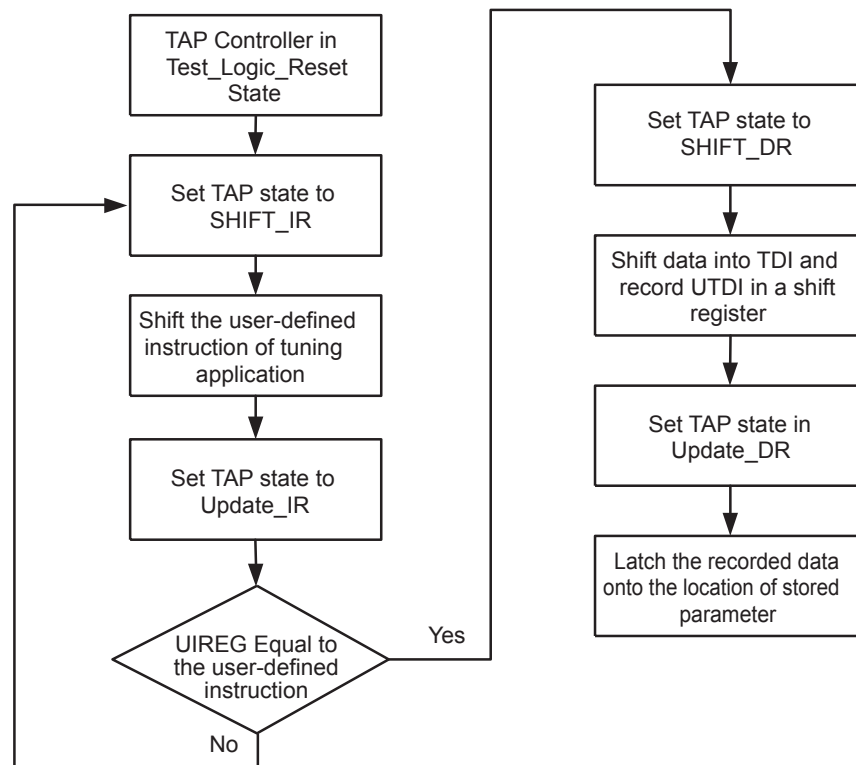 TAP Controller in
Test_Logic_Reset
State
Set TAP state to
SHIFT_IR
Shift the user-defined
instruction of tuning
application
Set TAP state to
Update_IR
UIREG Equal to
the user-defined
instruction
Yes
No
Set TAP state to
SHIFT_DR
Shift data into TDI and
record UTDI in a shift
register
Set TAP state in
Update_DR
Latch the recorded data
onto the location of stored
parameter